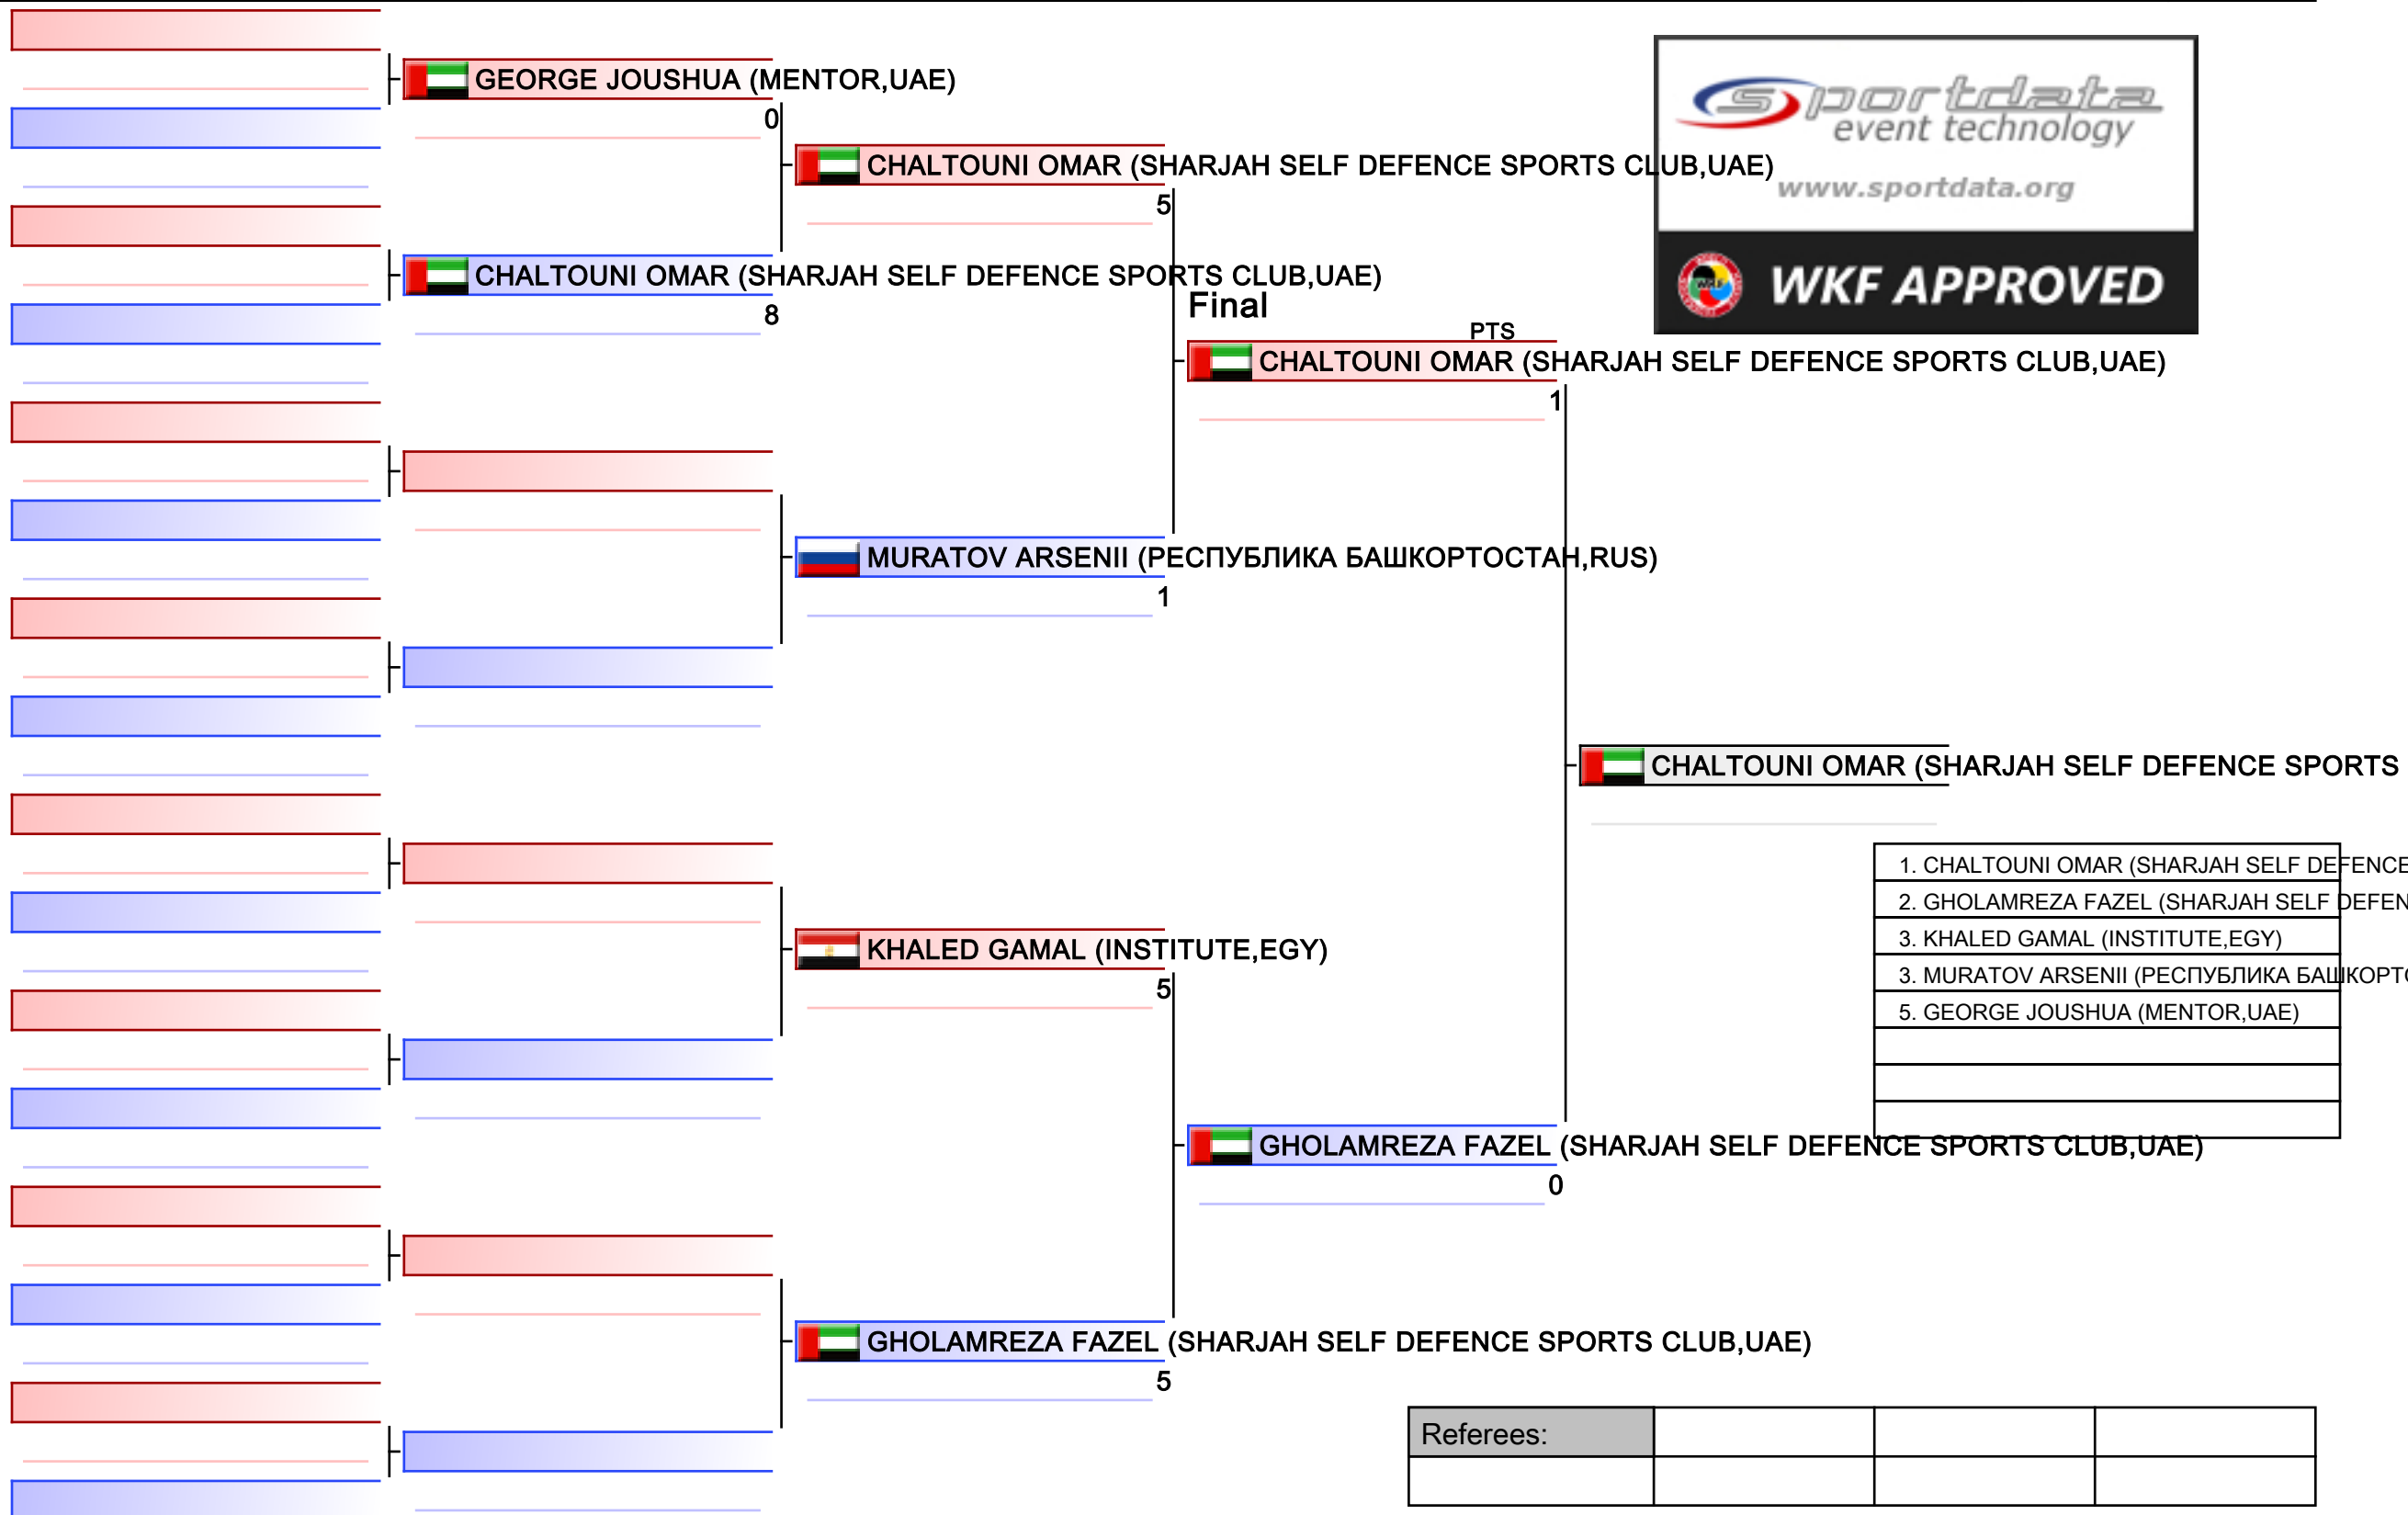 GEORGE JOUSHUA (MENTOR,UAE)
0
CHALTOUNI OMAR (SHARJAH SELF DEFENCE SPORTS CLUB,UAE)
5
CHALTOUNI OMAR (SHARJAH SELF DEFENCE SPORTS CLUB,UAE)
8
sportdata
event technology
www.sportdata.org
WKF
WKF APPROVED
Final
PTS
CHALTOUNI OMAR (SHARJAH SELF DEFENCE SPORTS CLUB,UAE)
1
MURATOV ARSENII (РЕСПУБЛИКА БАШКОРТОСТАН,RUS)
1
CHALTOUNI OMAR (SHARJAH SELF DEFENCE SPORTS
1. CHALTOUNI OMAR (SHARJAH SELF DEFENCE
2. GHOLAMREZA FAZEL (SHARJAH SELF DEFEN
3. KHALED GAMAL (INSTITUTE,EGY)
3. MURATOV ARSENII (РЕСПУБЛИКА БАШКОРТО
5. GEORGE JOUSHUA (MENTOR,UAE)
KHALED GAMAL (INSTITUTE,EGY)
5
GHOLAMREZA FAZEL (SHARJAH SELF DEFENCE SPORTS CLUB,UAE)
0
GHOLAMREZA FAZEL (SHARJAH SELF DEFENCE SPORTS CLUB,UAE)
5
Referees: